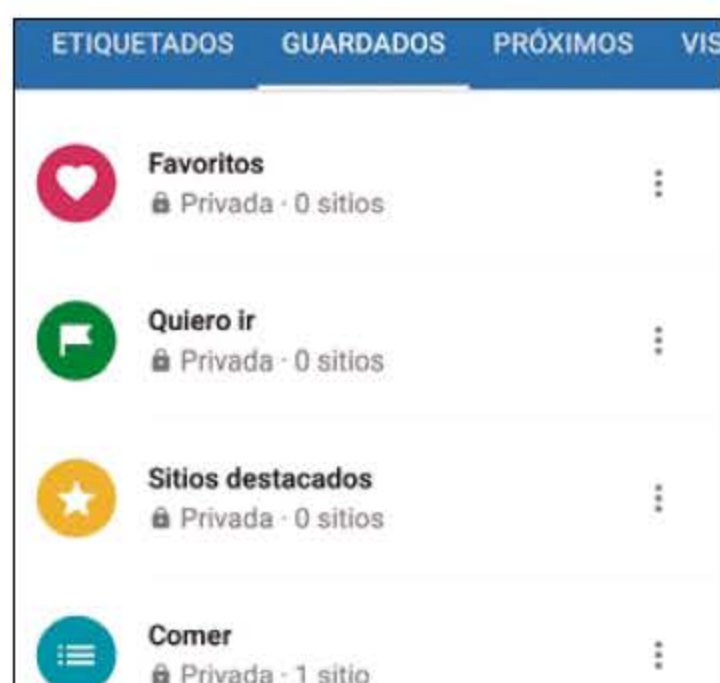 ETIQUETADOS GUARDADOS PRÓXIMOS VIS
Favoritos
Privada · 0 sitios
Quiero ir
Privada · 0 sitios
Sitios destacados
Privada · 0 sitios
Comer
Privada · 1 sitio